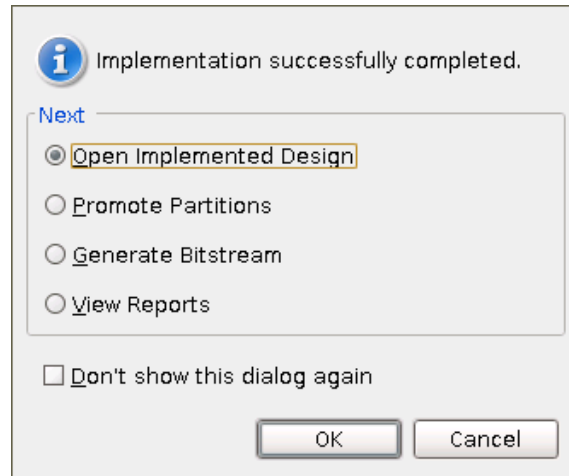 Implementation successfully completed.
Next
Open Implemented Design
Promote Partitions
Generate Bitstream
View Reports
Don't show this dialog again
OK Cancel